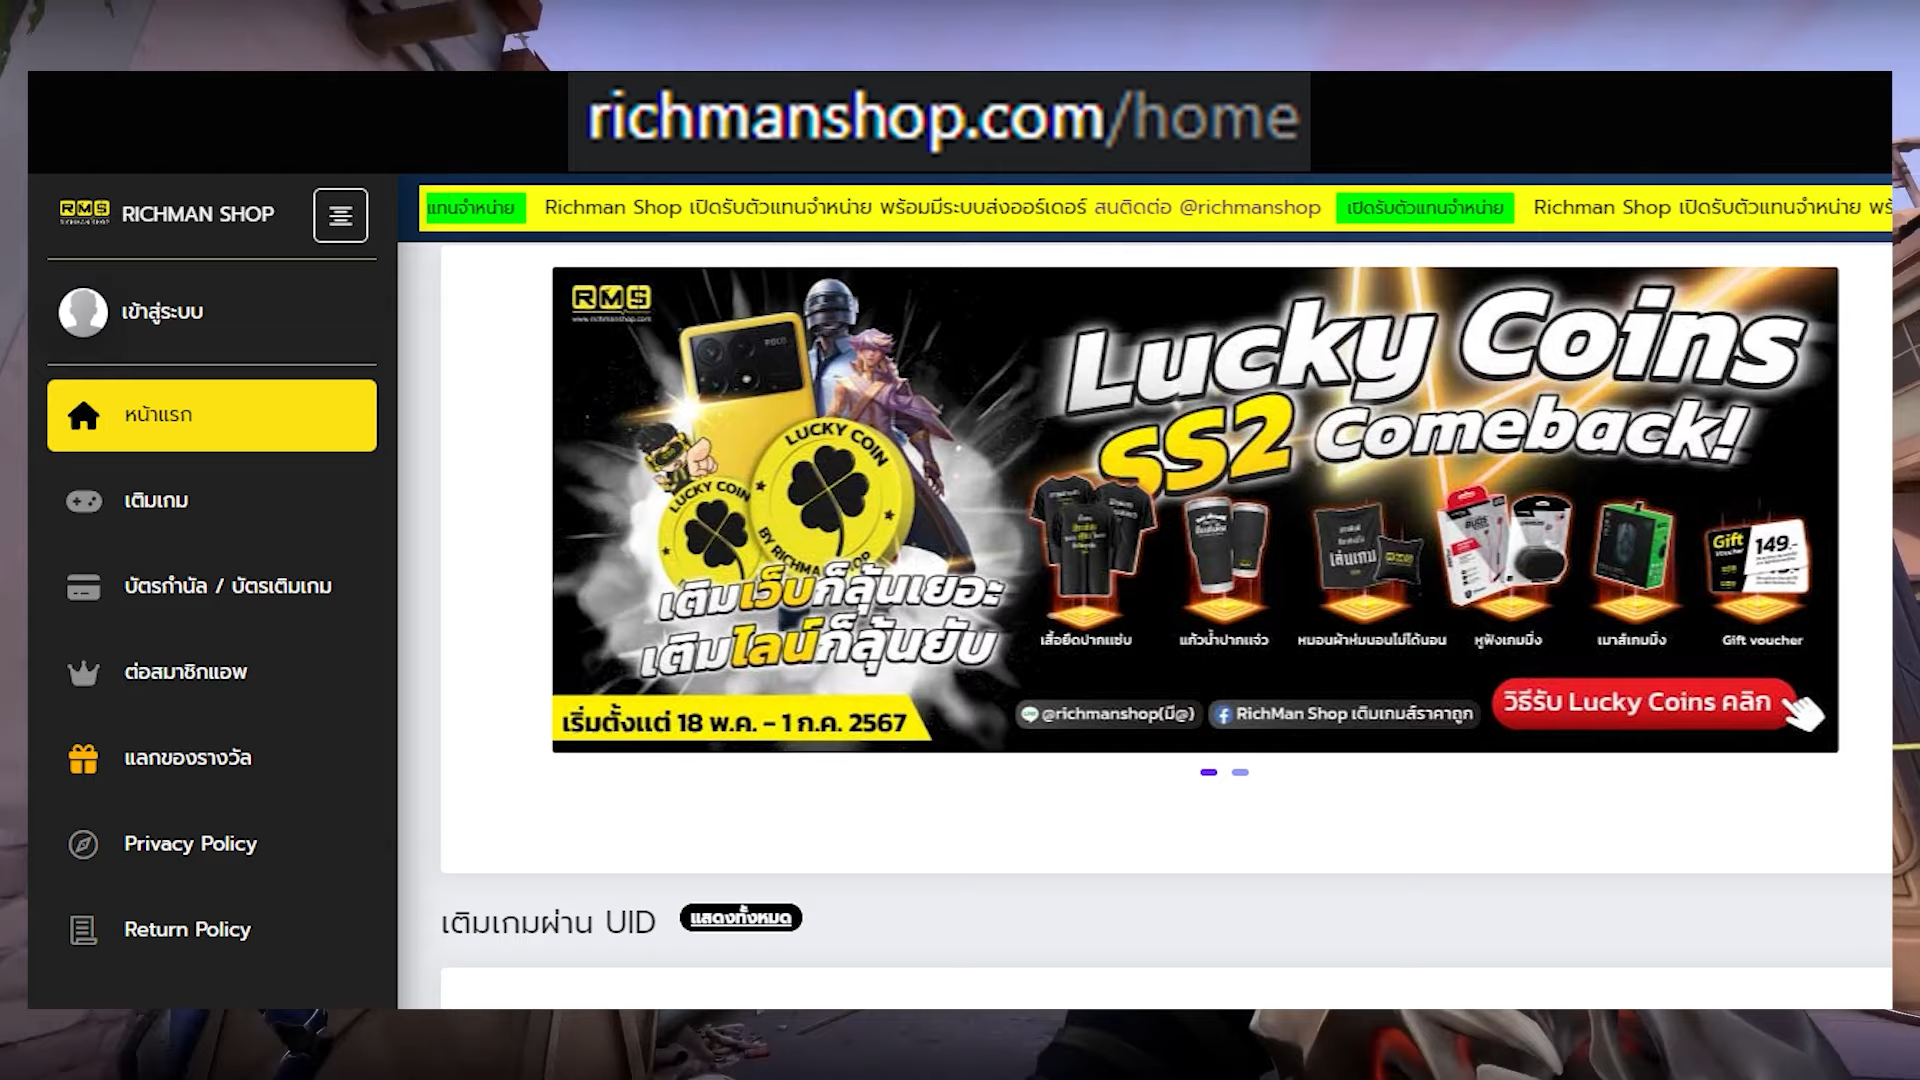 richmanshop.com/home
RMS RICHMAN SHOP
แทนจำหน่าย Richman Shop เปิดรับตัวแทนจำหน่าย พร้อมมีระบบส่งออร์เดอร์ สนติดต่อ @richmanshop เปิดรับตัวแทนจำหน่าย Richman Shop เปิดรับตัวแทนจำหน่าย
เข้าสู่ระบบ
หน้าแรก
เติมเกม
บัตรกำนัล / บัตรเติมเกม
ต่อสมาชิกแอพ
แลกของรางวัล
Privacy Policy
Return Policy
RMS
www.richmanshop.com
POCO
Lucky Coins
SS2 Comeback!
LUCKY COIN
BY RICHMAN SHOP
LUCKY COIN
เติมเว็บก็ลุ้นเยอะ
เติมไลน์ก็ลุ้นยับ
เริ่มตั้งแต่ 18 พ.ค. - 1 ก.ค. 2567
เล่นเกม
Gift
Voucher
149.-
เสื้อยืดปากแซ่บ แก้วน้ำปากแจ๋ว หมอนผ้าห่มนอนไม่ได้นอน หูฟังเกมมิ่ง เมาส์เกมมิ่ง Gift voucher
@richmanshop(มี@) RichMan Shop เติมเกมส์ราคาถูก วิธีรับ Lucky Coins คลิก
เติมเกมผ่าน UID แสดงทั้งหมด